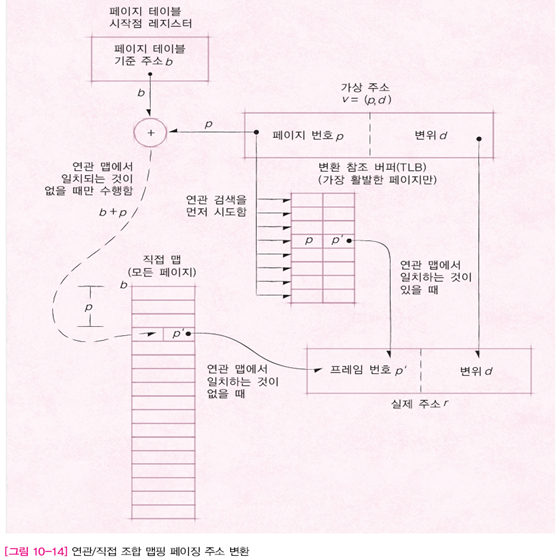 페이지 테이블
시작점 레지스터
페이지 테이블
기준 주소 b
b
가상 주소
v = (p, d)
p
+
페이지 번호 p
변위 d
연관 맵에서
일치되는 것이
없을 때만 수행함
변환 참조 버퍼(TLB)
(가장 활발한 페이지만)
연관 검색을
먼저 시도함
b+p
p
p'
직접 맵
(모든 페이지)
연관 맵에서
일치하는 것이
있을 때
b
p
p'
연관 맵에서
일치하는 것이
없을 때
프레임 번호 p'
변위 d
실제 주소 r
[그림 10-14] 연관/직접 조합 맵핑 페이징 주소 변환